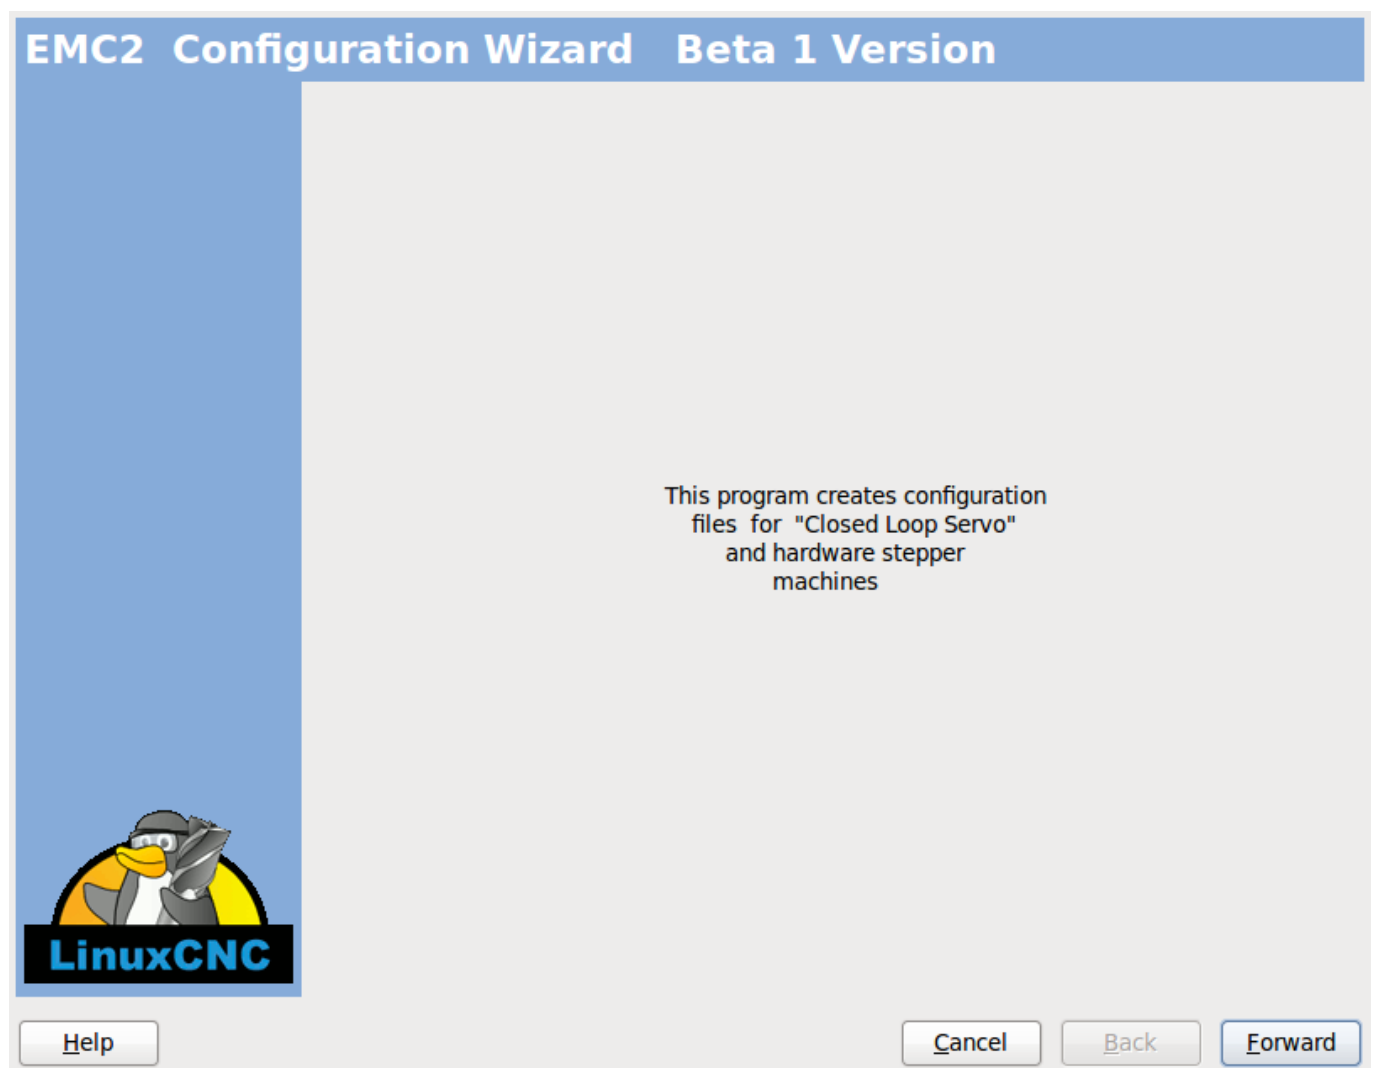 EMC2  Configuration Wizard   Beta 1 Version
This program creates configuration
files  for  "Closed Loop Servo"
and hardware stepper
machines
LinuxCNC
Help
Cancel
Back
Forward